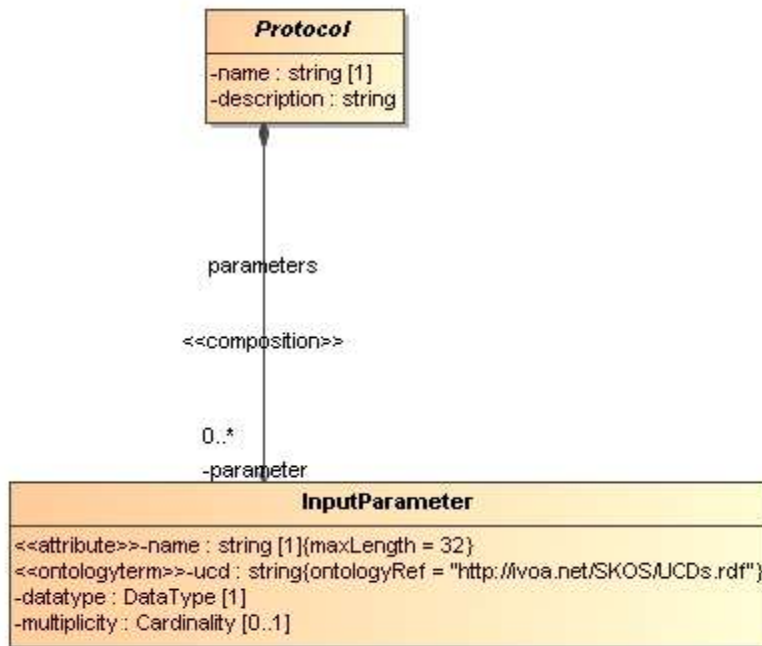 Protocol
-name : string [1]
-description : string
parameters
<<composition>>
0..*
-parameter
InputParameter
<<attribute>>-name : string [1]{maxLength = 32}
<<ontologyterm>>-ucd : string{ontologyRef = "http://ivoa.net/SKOS/UCDs.rdf"}
-datatype : DataType [1]
-multiplicity : Cardinality [0..1]